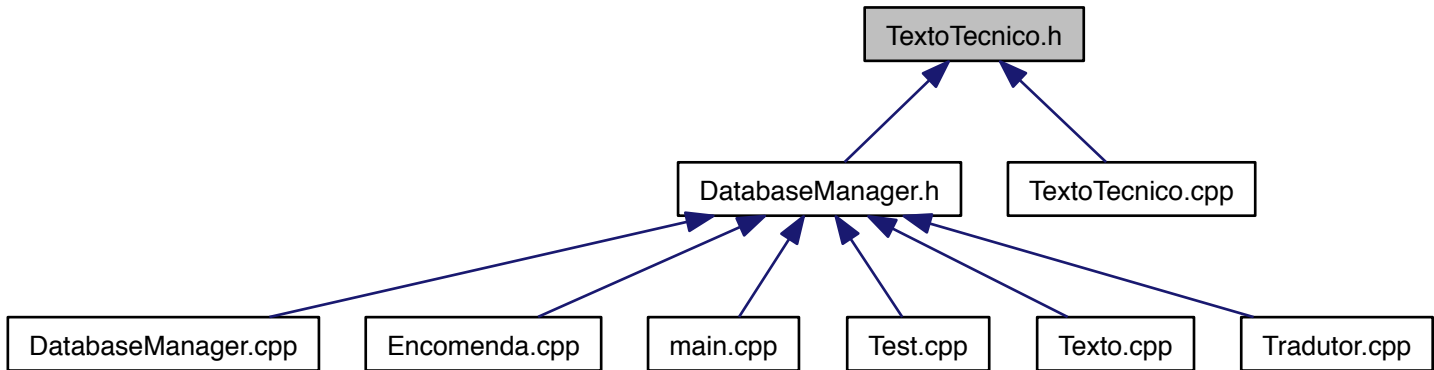 TextoTecnico.h
DatabaseManager.h
TextoTecnico.cpp
DatabaseManager.cpp
Encomenda.cpp
main.cpp
Test.cpp
Texto.cpp
Tradutor.cpp